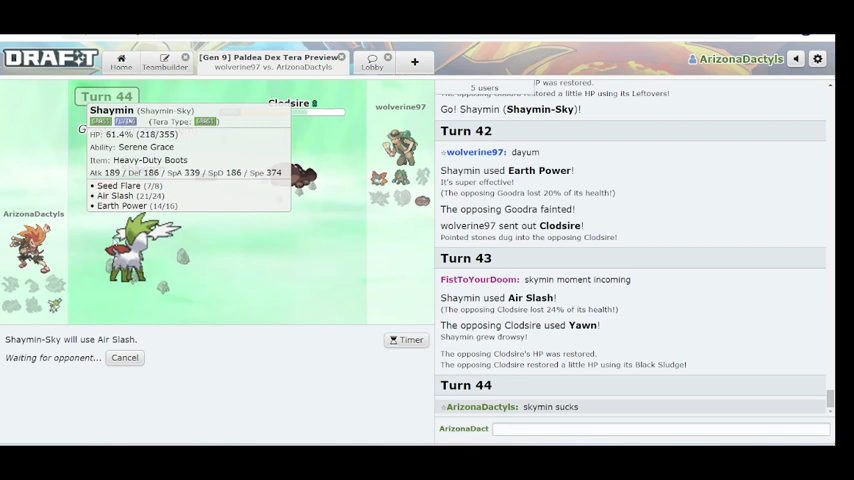 DRAFT
Home
Teambuilder
[Gen 9] Paldea Dex Tera Preview
wolverine97 vs. ArizonaDactyls
Lobby
ArizonaDactyls
Turn 44
Clodsire
Shaymin (Shaymin-Sky)
GRASS FLYING (Tera Type: GRASS)
HP: 61.4% (218/355)
Ability: Serene Grace
Item: Heavy-Duty Boots
Atk 189 / Def 186 / SpA 339 / SpD 186 / Spe 374
• Seed Flare (7/8)
• Air Slash (21/24)
• Earth Power (14/16)
wolverine97
ArizonaDactyls
Shaymin-Sky will use Air Slash.
Waiting for opponent...
Cancel
Timer
5 users
HP was restored.
The opposing Goodra restored a little HP using its Leftovers!
Go! Shaymin (Shaymin-Sky)!
Turn 42
☆wolverine97: dayum
Shaymin used Earth Power!
It's super effective!
(The opposing Goodra lost 20% of its health!)
The opposing Goodra fainted!
wolverine97 sent out Clodsire!
Pointed stones dug into the opposing Clodsire!
Turn 43
FistToYourDoom: skymin moment incoming
Shaymin used Air Slash!
(The opposing Clodsire lost 24% of its health!)
The opposing Clodsire used Yawn!
Shaymin grew drowsy!
The opposing Clodsire's HP was restored.
The opposing Clodsire restored a little HP using its Black Sludge!
Turn 44
☆ArizonaDactyls: skymin sucks
ArizonaDact